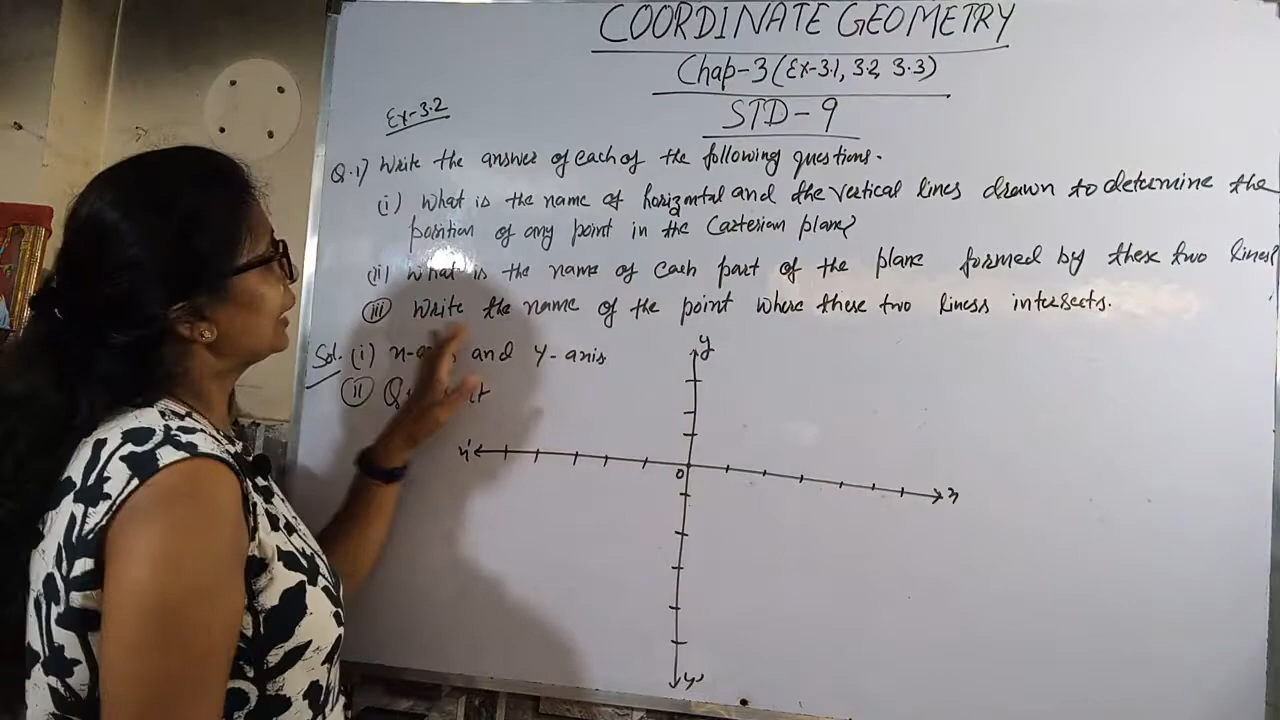 COORDINATE GEOMETRY
Chap-3 (Ex-3.1, 3.2, 3.3)
STD-9
Ex-3.2
Q.1) Write the answer of each of the following questions.
(i) What is the name of horizontal and the vertical lines drawn to determine the
position of any point in the Cartesian plane?
(ii) What is the name of each part of the plane formed by these two lines
(iii) Write the name of the point where these two liness intersects.
Sol. (i) x-axis and y-axis
(ii)
y
x'
0
x
y'